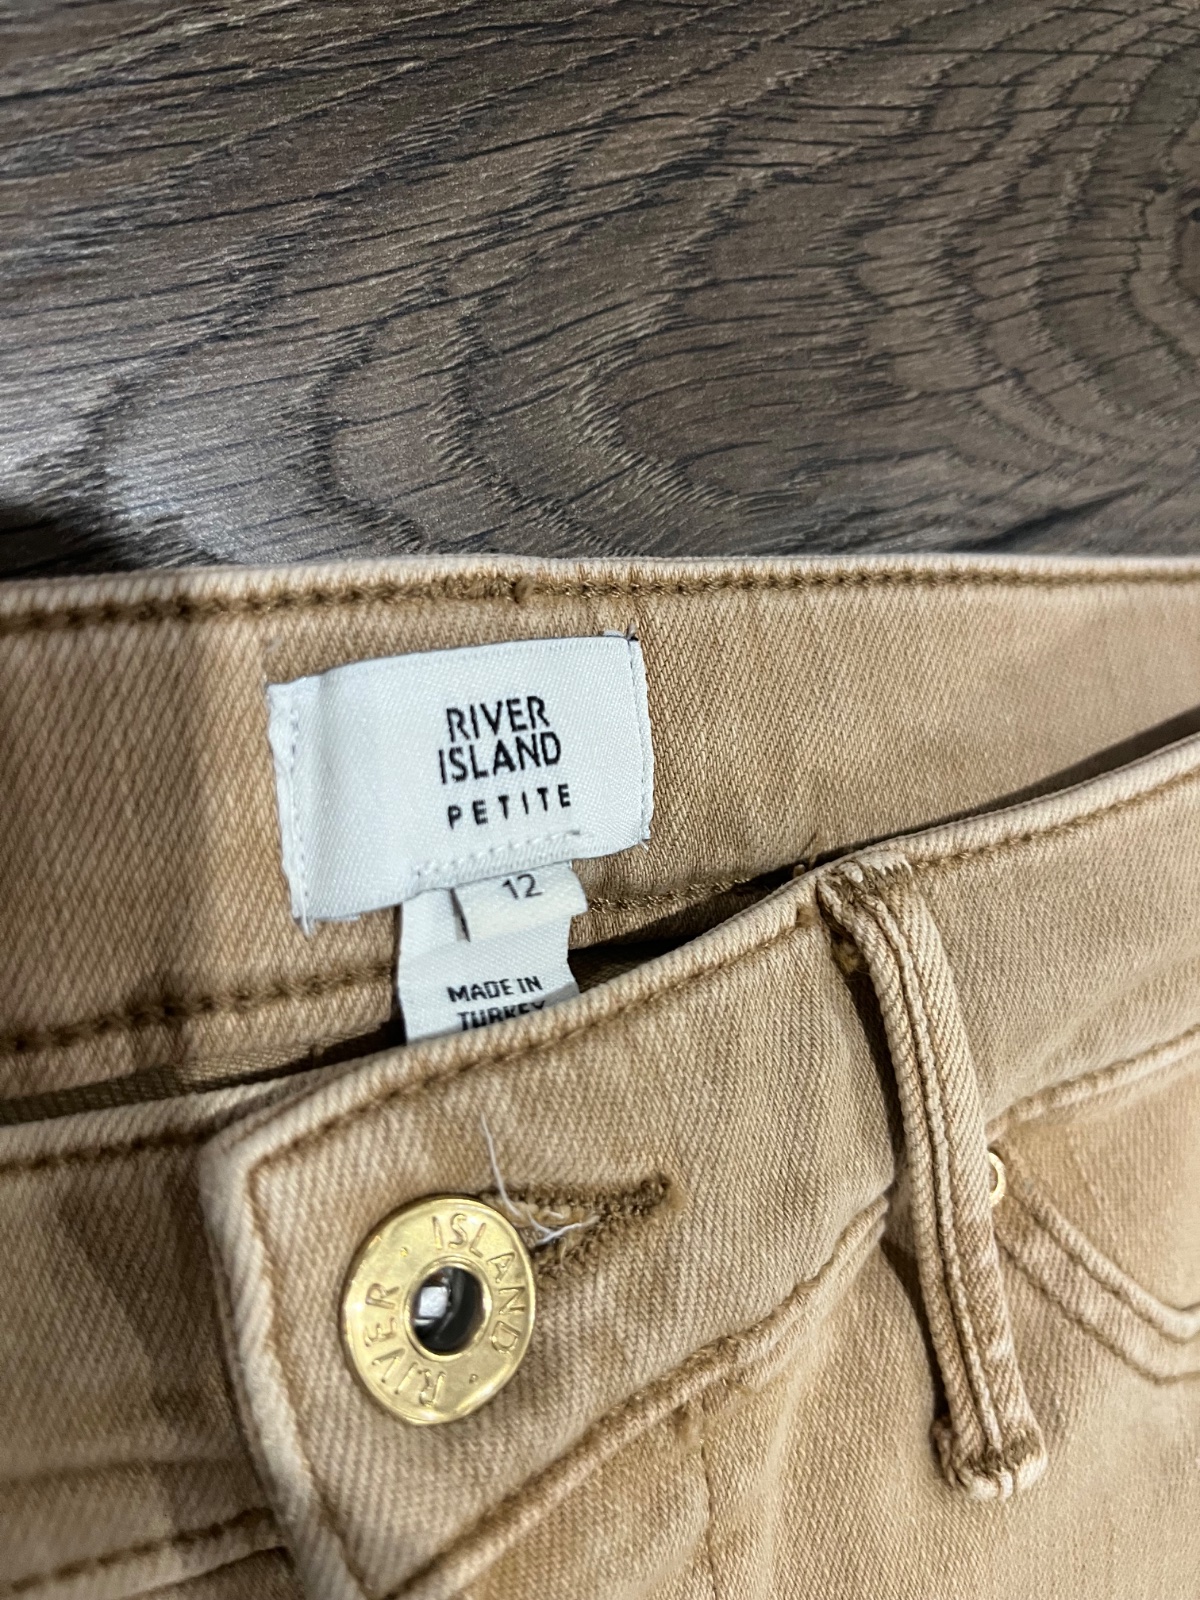 RIVER
ISLAND
PETITE
12
MADE IN
TURKEY
RIVER · ISLAND ·